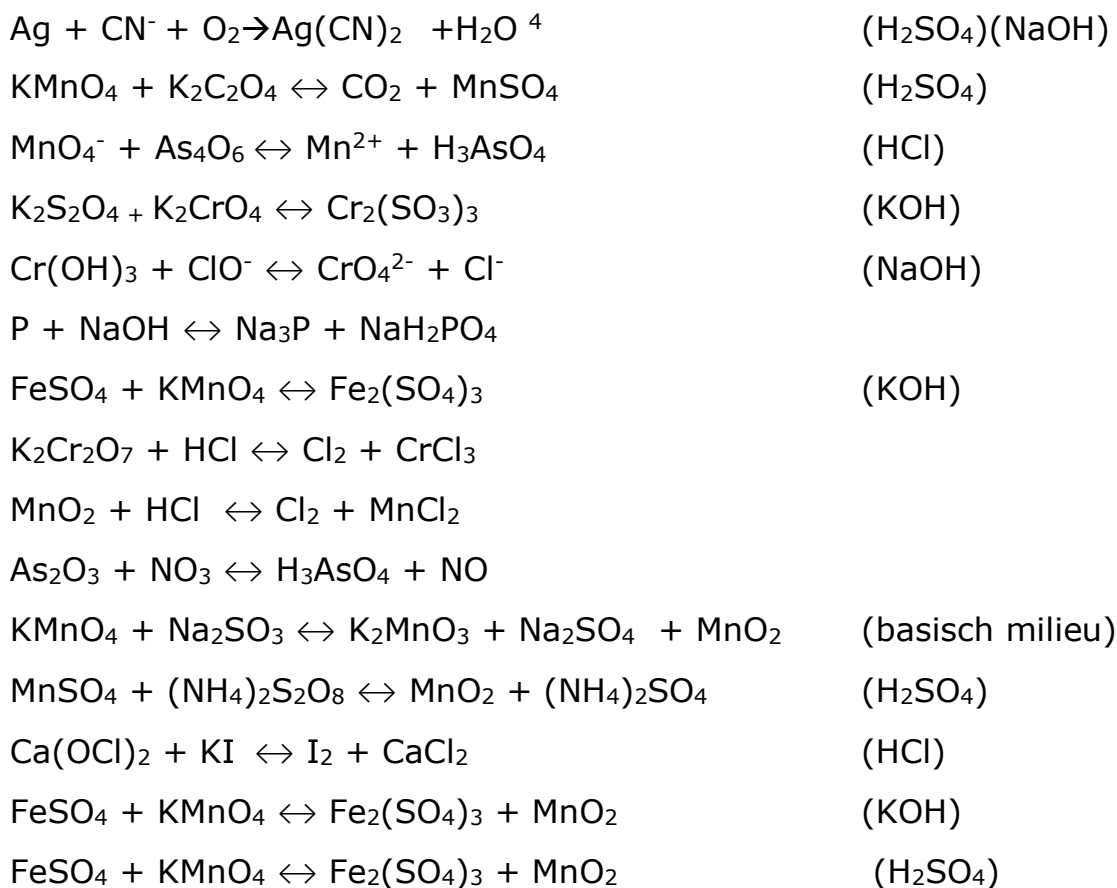 Ag + CN⁻ + O₂→Ag(CN)₂ +H₂O ⁴ (H₂SO₄)(NaOH)
KMnO₄ + K₂C₂O₄ ↔ CO₂ + MnSO₄ (H₂SO₄)
MnO₄⁻ + As₄O₆ ↔ Mn²⁺ + H₃AsO₄ (HCl)
K₂S₂O₄ ₊ K₂CrO₄ ↔ Cr₂(SO₃)₃ (KOH)
Cr(OH)₃ + ClO⁻ ↔ CrO₄²⁻ + Cl⁻ (NaOH)
P + NaOH ↔ Na₃P + NaH₂PO₄
FeSO₄ + KMnO₄ ↔ Fe₂(SO₄)₃ (KOH)
K₂Cr₂O₇ + HCl ↔ Cl₂ + CrCl₃
MnO₂ + HCl ↔ Cl₂ + MnCl₂
As₂O₃ + NO₃ ↔ H₃AsO₄ + NO
KMnO₄ + Na₂SO₃ ↔ K₂MnO₃ + Na₂SO₄ + MnO₂ (basisch milieu)
MnSO₄ + (NH₄)₂S₂O₈ ↔ MnO₂ + (NH₄)₂SO₄ (H₂SO₄)
Ca(OCl)₂ + KI ↔ I₂ + CaCl₂ (HCl)
FeSO₄ + KMnO₄ ↔ Fe₂(SO₄)₃ + MnO₂ (KOH)
FeSO₄ + KMnO₄ ↔ Fe₂(SO₄)₃ + MnO₂ (H₂SO₄)